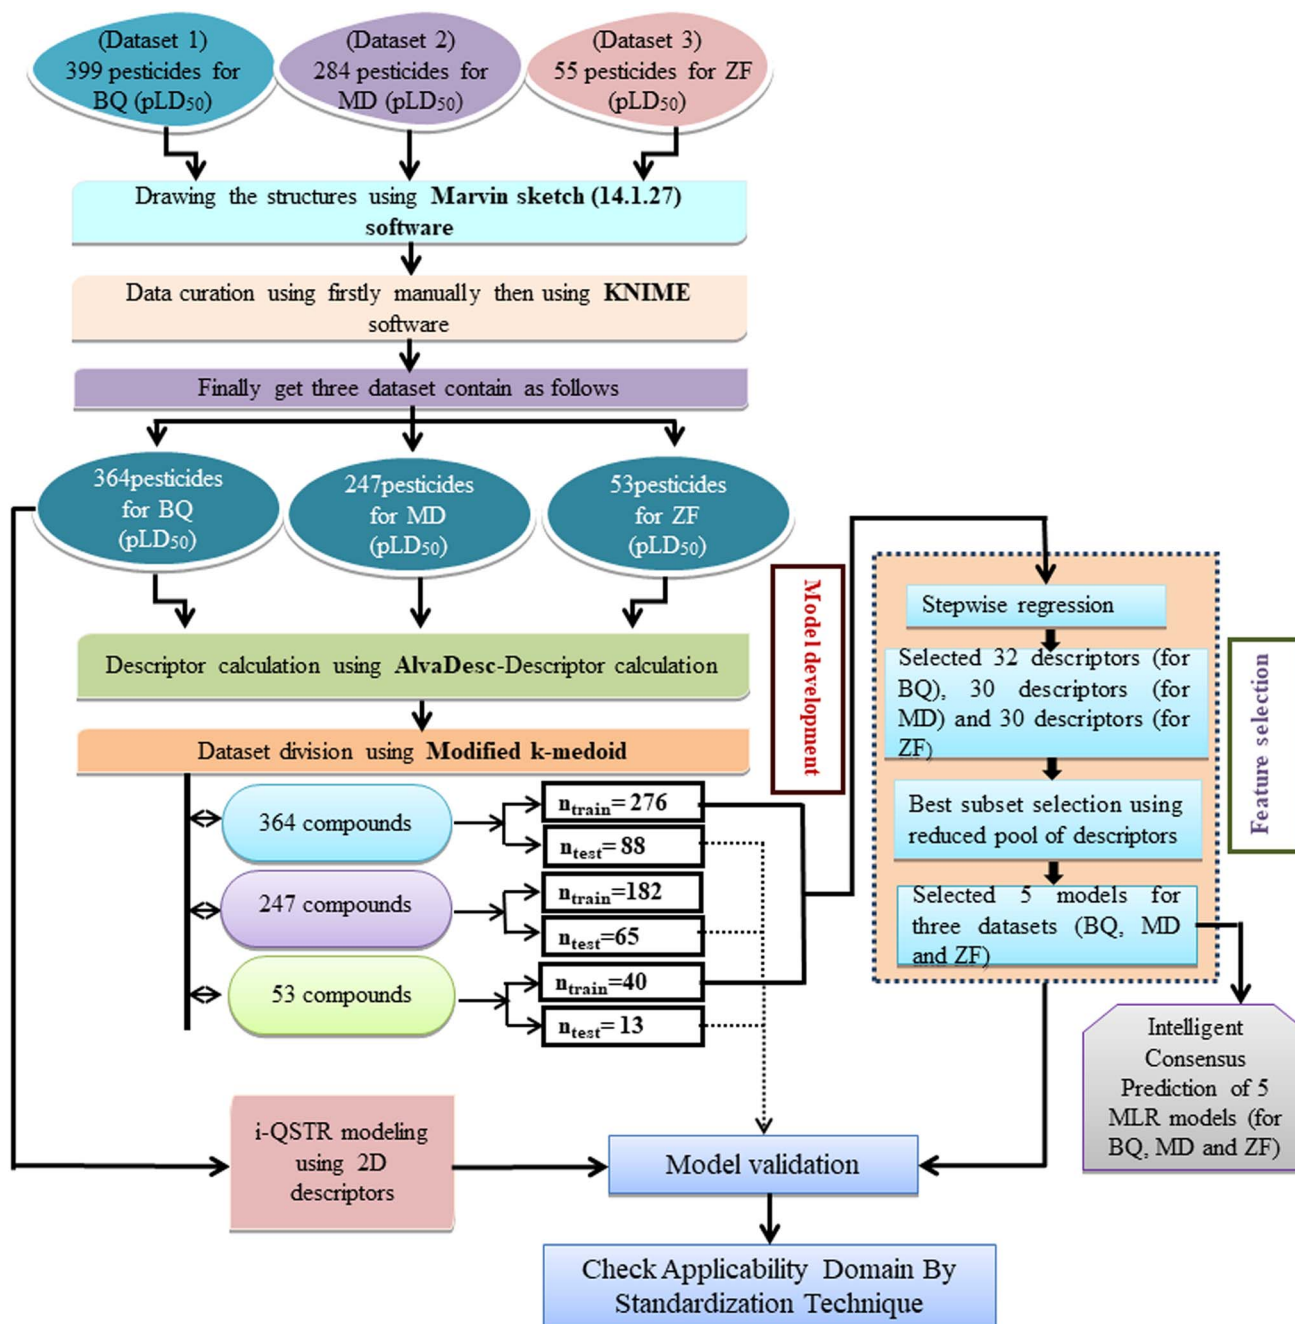 (Dataset 1)
399 pesticides for
BQ (pLD50)
(Dataset 2)
284 pesticides for
MD (pLD50)
(Dataset 3)
55 pesticides for ZF
(pLD50)
Drawing the structures using Marvin sketch (14.1.27)
software
Data curation using firstly manually then using KNIME
software
Finally get three dataset contain as follows
364pesticides
for BQ
(pLD50)
247pesticides
for MD
(pLD50)
53pesticides
for ZF
(pLD50)
Descriptor calculation using AlvaDesc-Descriptor calculation
Dataset division using Modified k-medoid
364 compounds
ntrain= 276
ntest= 88
247 compounds
ntrain=182
ntest=65
53 compounds
ntrain=40
ntest= 13
Model development
Stepwise regression
Selected 32 descriptors (for
BQ), 30 descriptors (for
MD) and 30 descriptors (for
ZF)
Best subset selection using
reduced pool of descriptors
Selected 5 models for
three datasets (BQ, MD
and ZF)
Feature selection
Intelligent
Consensus
Prediction of 5
MLR models (for
BQ, MD and ZF)
i-QSTR modeling
using 2D
descriptors
Model validation
Check Applicability Domain By
Standardization Technique